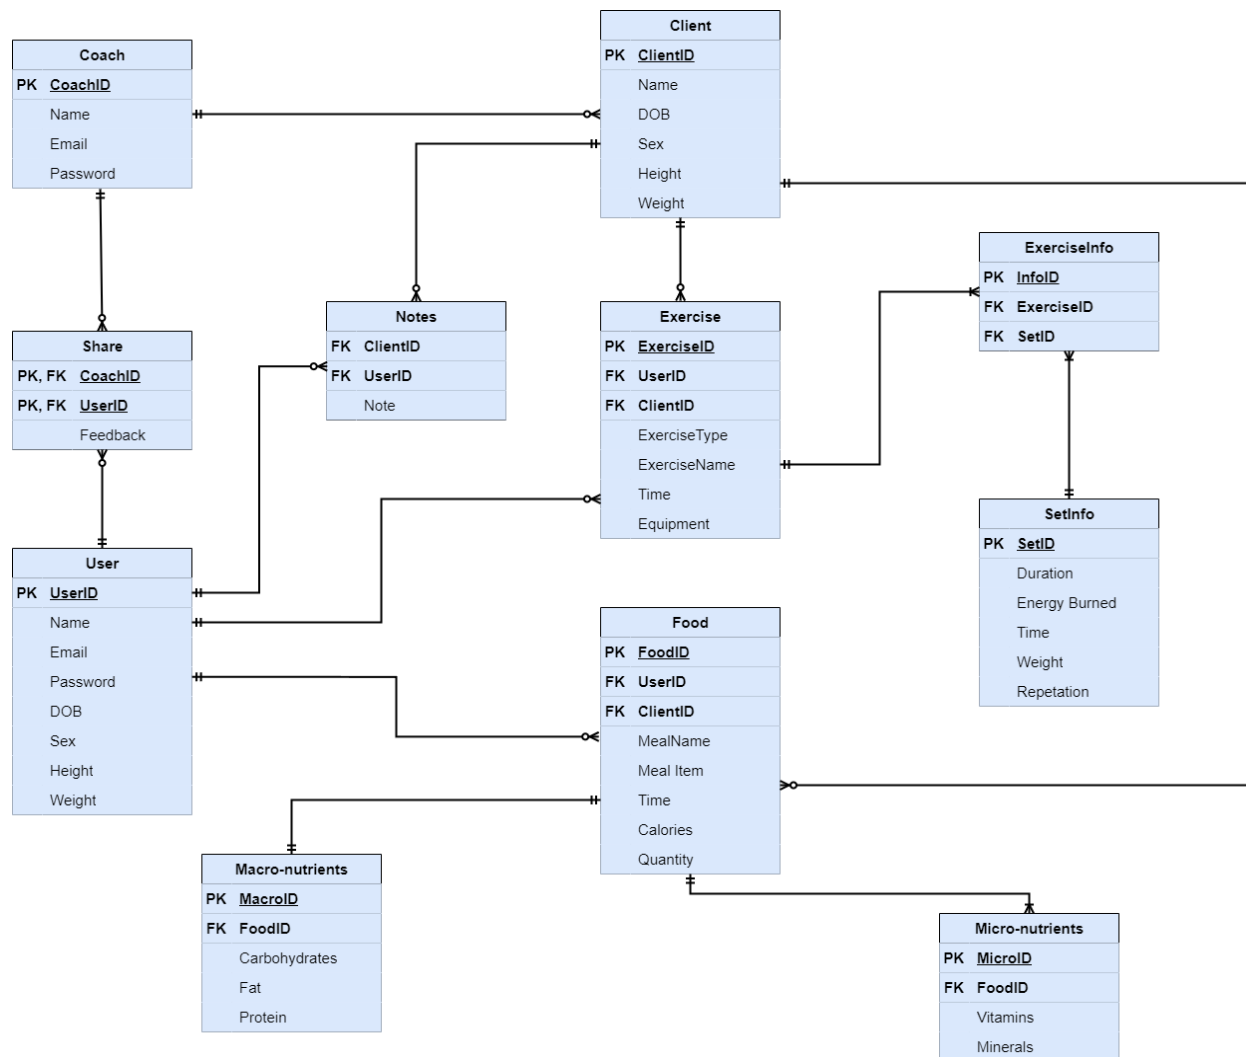 Coach
PK CoachID
Name
Email
Password
Client
PK ClientID
Name
DOB
Sex
Height
Weight
ExerciseInfo
PK InfoID
FK ExerciseID
FK SetID
Share
PK, FK CoachID
PK, FK UserID
Feedback
Notes
FK ClientID
FK UserID
Note
Exercise
PK ExerciseID
FK UserID
FK ClientID
ExerciseType
ExerciseName
Time
Equipment
SetInfo
PK SetID
Duration
Energy Burned
Time
Weight
Repetation
User
PK UserID
Name
Email
Password
DOB
Sex
Height
Weight
Food
PK FoodID
FK UserID
FK ClientID
MealName
Meal Item
Time
Calories
Quantity
Macro-nutrients
PK MacroID
FK FoodID
Carbohydrates
Fat
Protein
Micro-nutrients
PK MicroID
FK FoodID
Vitamins
Minerals